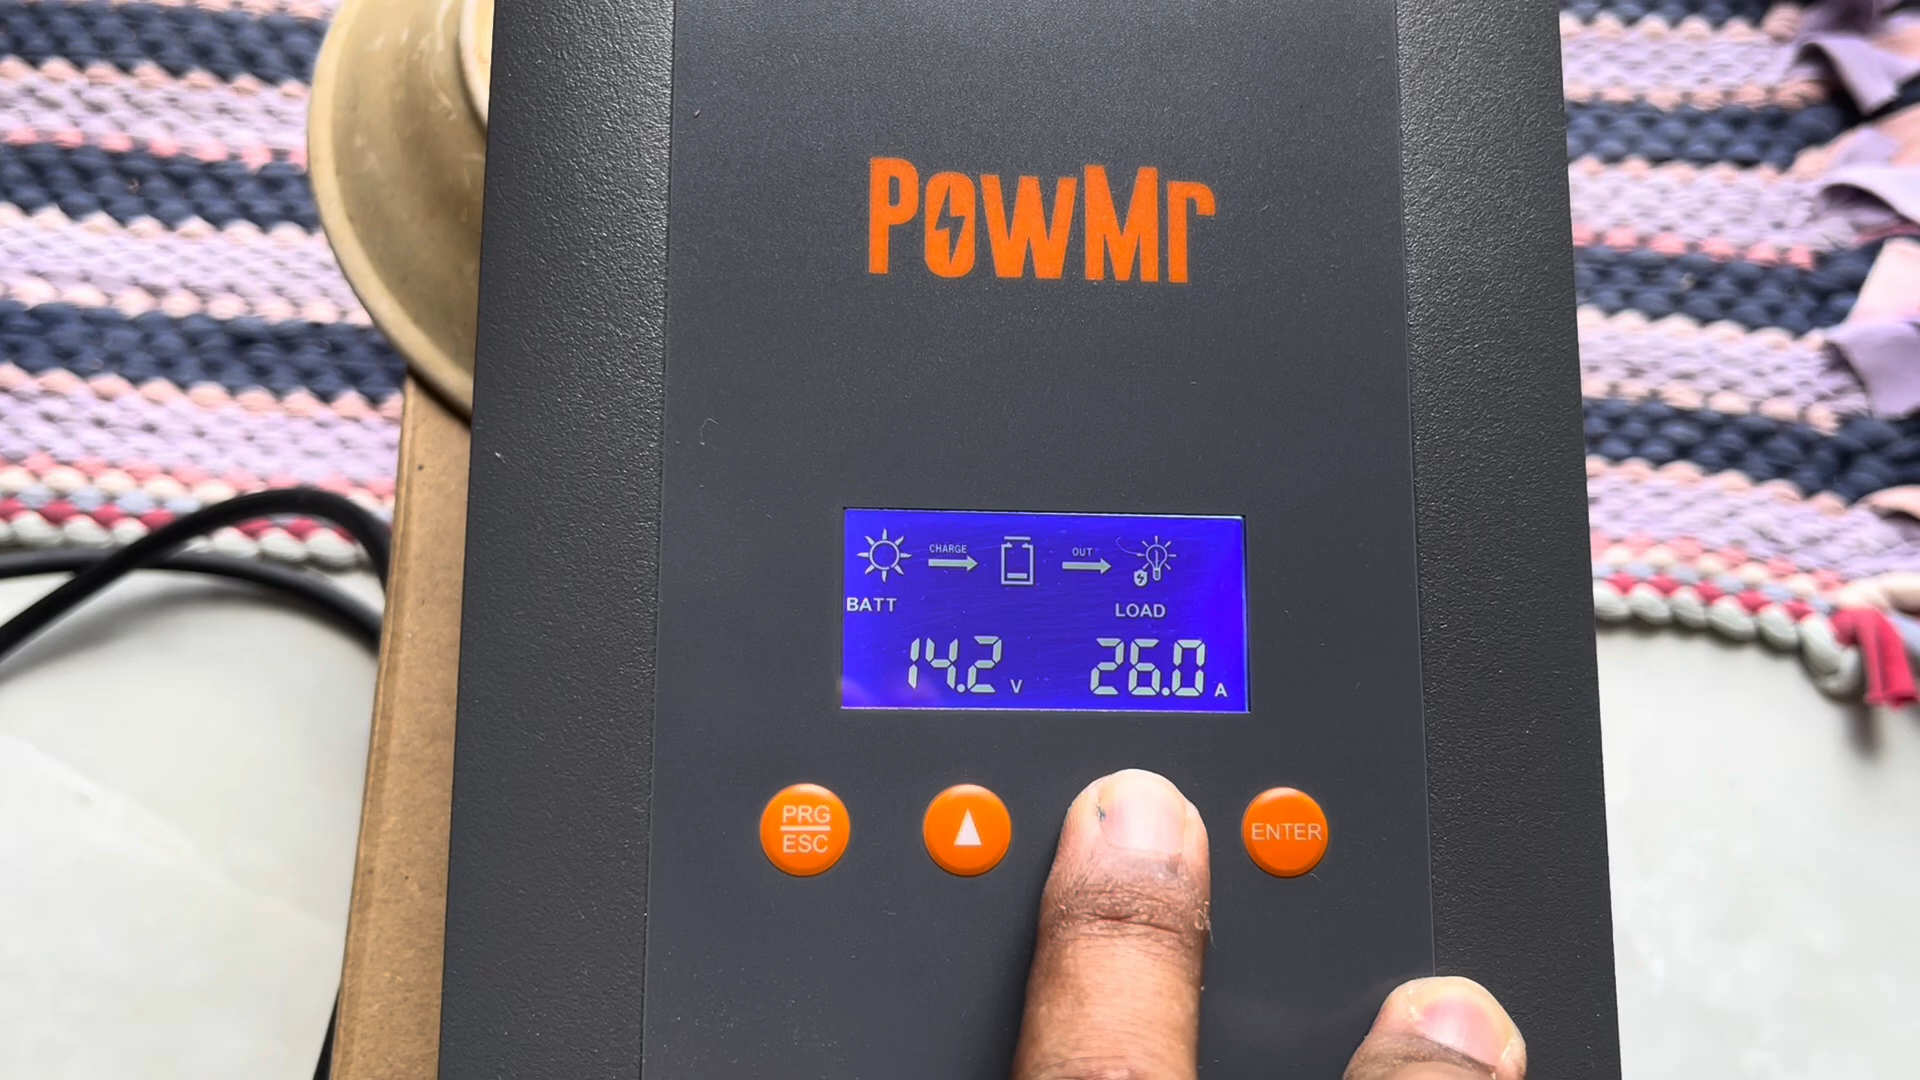 PowMr
CHARGE OUT
BATT LOAD
14.2 V 26.0 A
PRG
ESC
ENTER